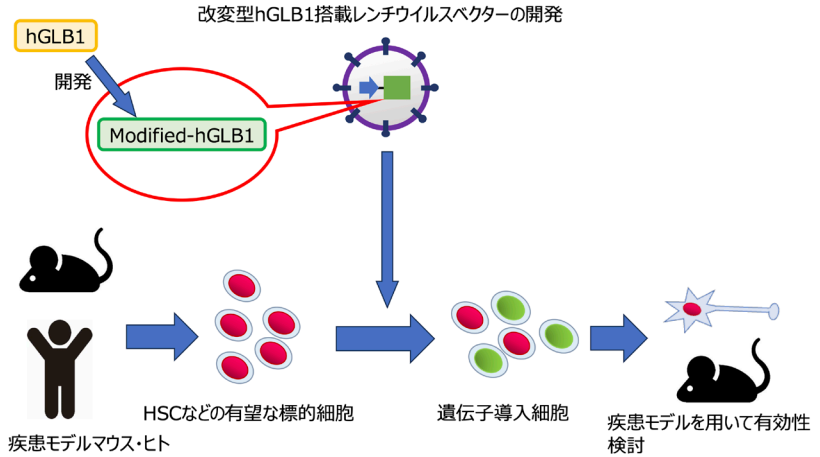 改変型hGLB1搭載レンチウイルスベクターの開発
hGLB1
開発
Modified-hGLB1
HSCなどの有望な標的細胞
遺伝子導入細胞
疾患モデルを用いて有効性
検討
疾患モデルマウス・ヒト